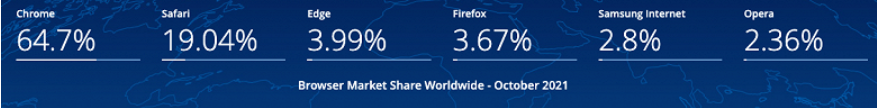 Chrome Safari Edge Firefox Samsung Internet Opera
64.7% 19.04% 3.99% 3.67% 2.8% 2.36%
Browser Market Share Worldwide - October 2021